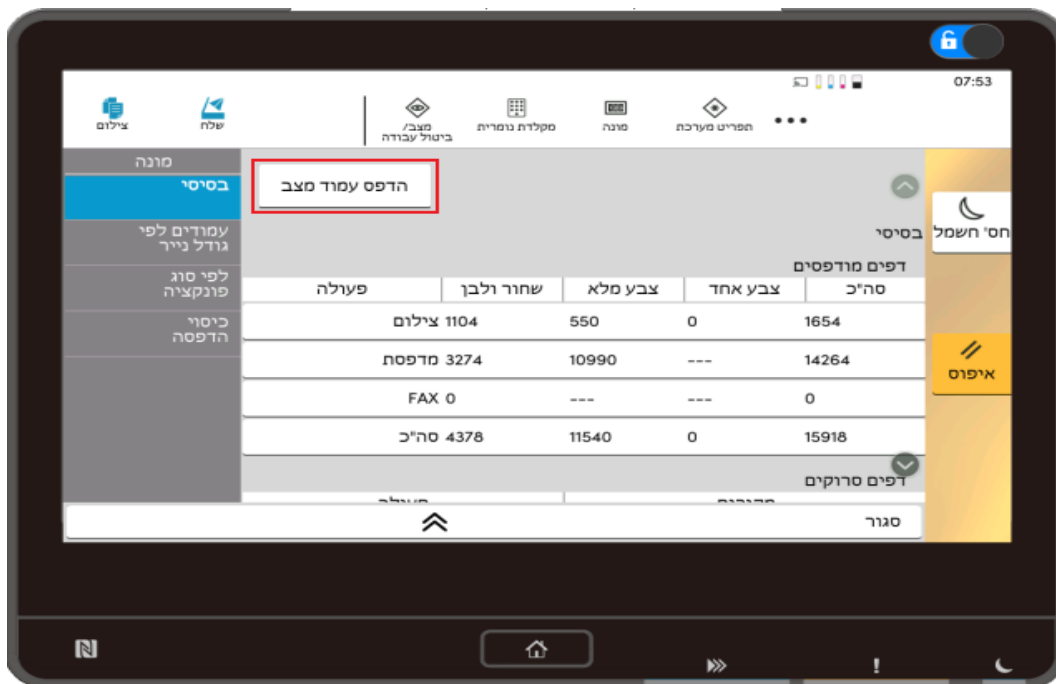 07:53
צילום
שלח
מצב/
ביטול עבודה
מקלדת נומרית
מונה
תפריט מערכת
מונה
בסיסי
עמודים לפי
גודל נייר
לפי סוג
פונקציה
כיסוי
הדפסה
הדפס עמוד מצב
בסיסי
דפים מודפסים
פעולה שחור ולבן צבע מלא צבע אחד סה"כ
צילום 1104 550 0 1654
מדפסת 3274 10990 --- 14264
FAX 0 --- --- 0
סה"כ 4378 11540 0 15918
דפים סרוקים
סגור
חס' חשמל
איפוס